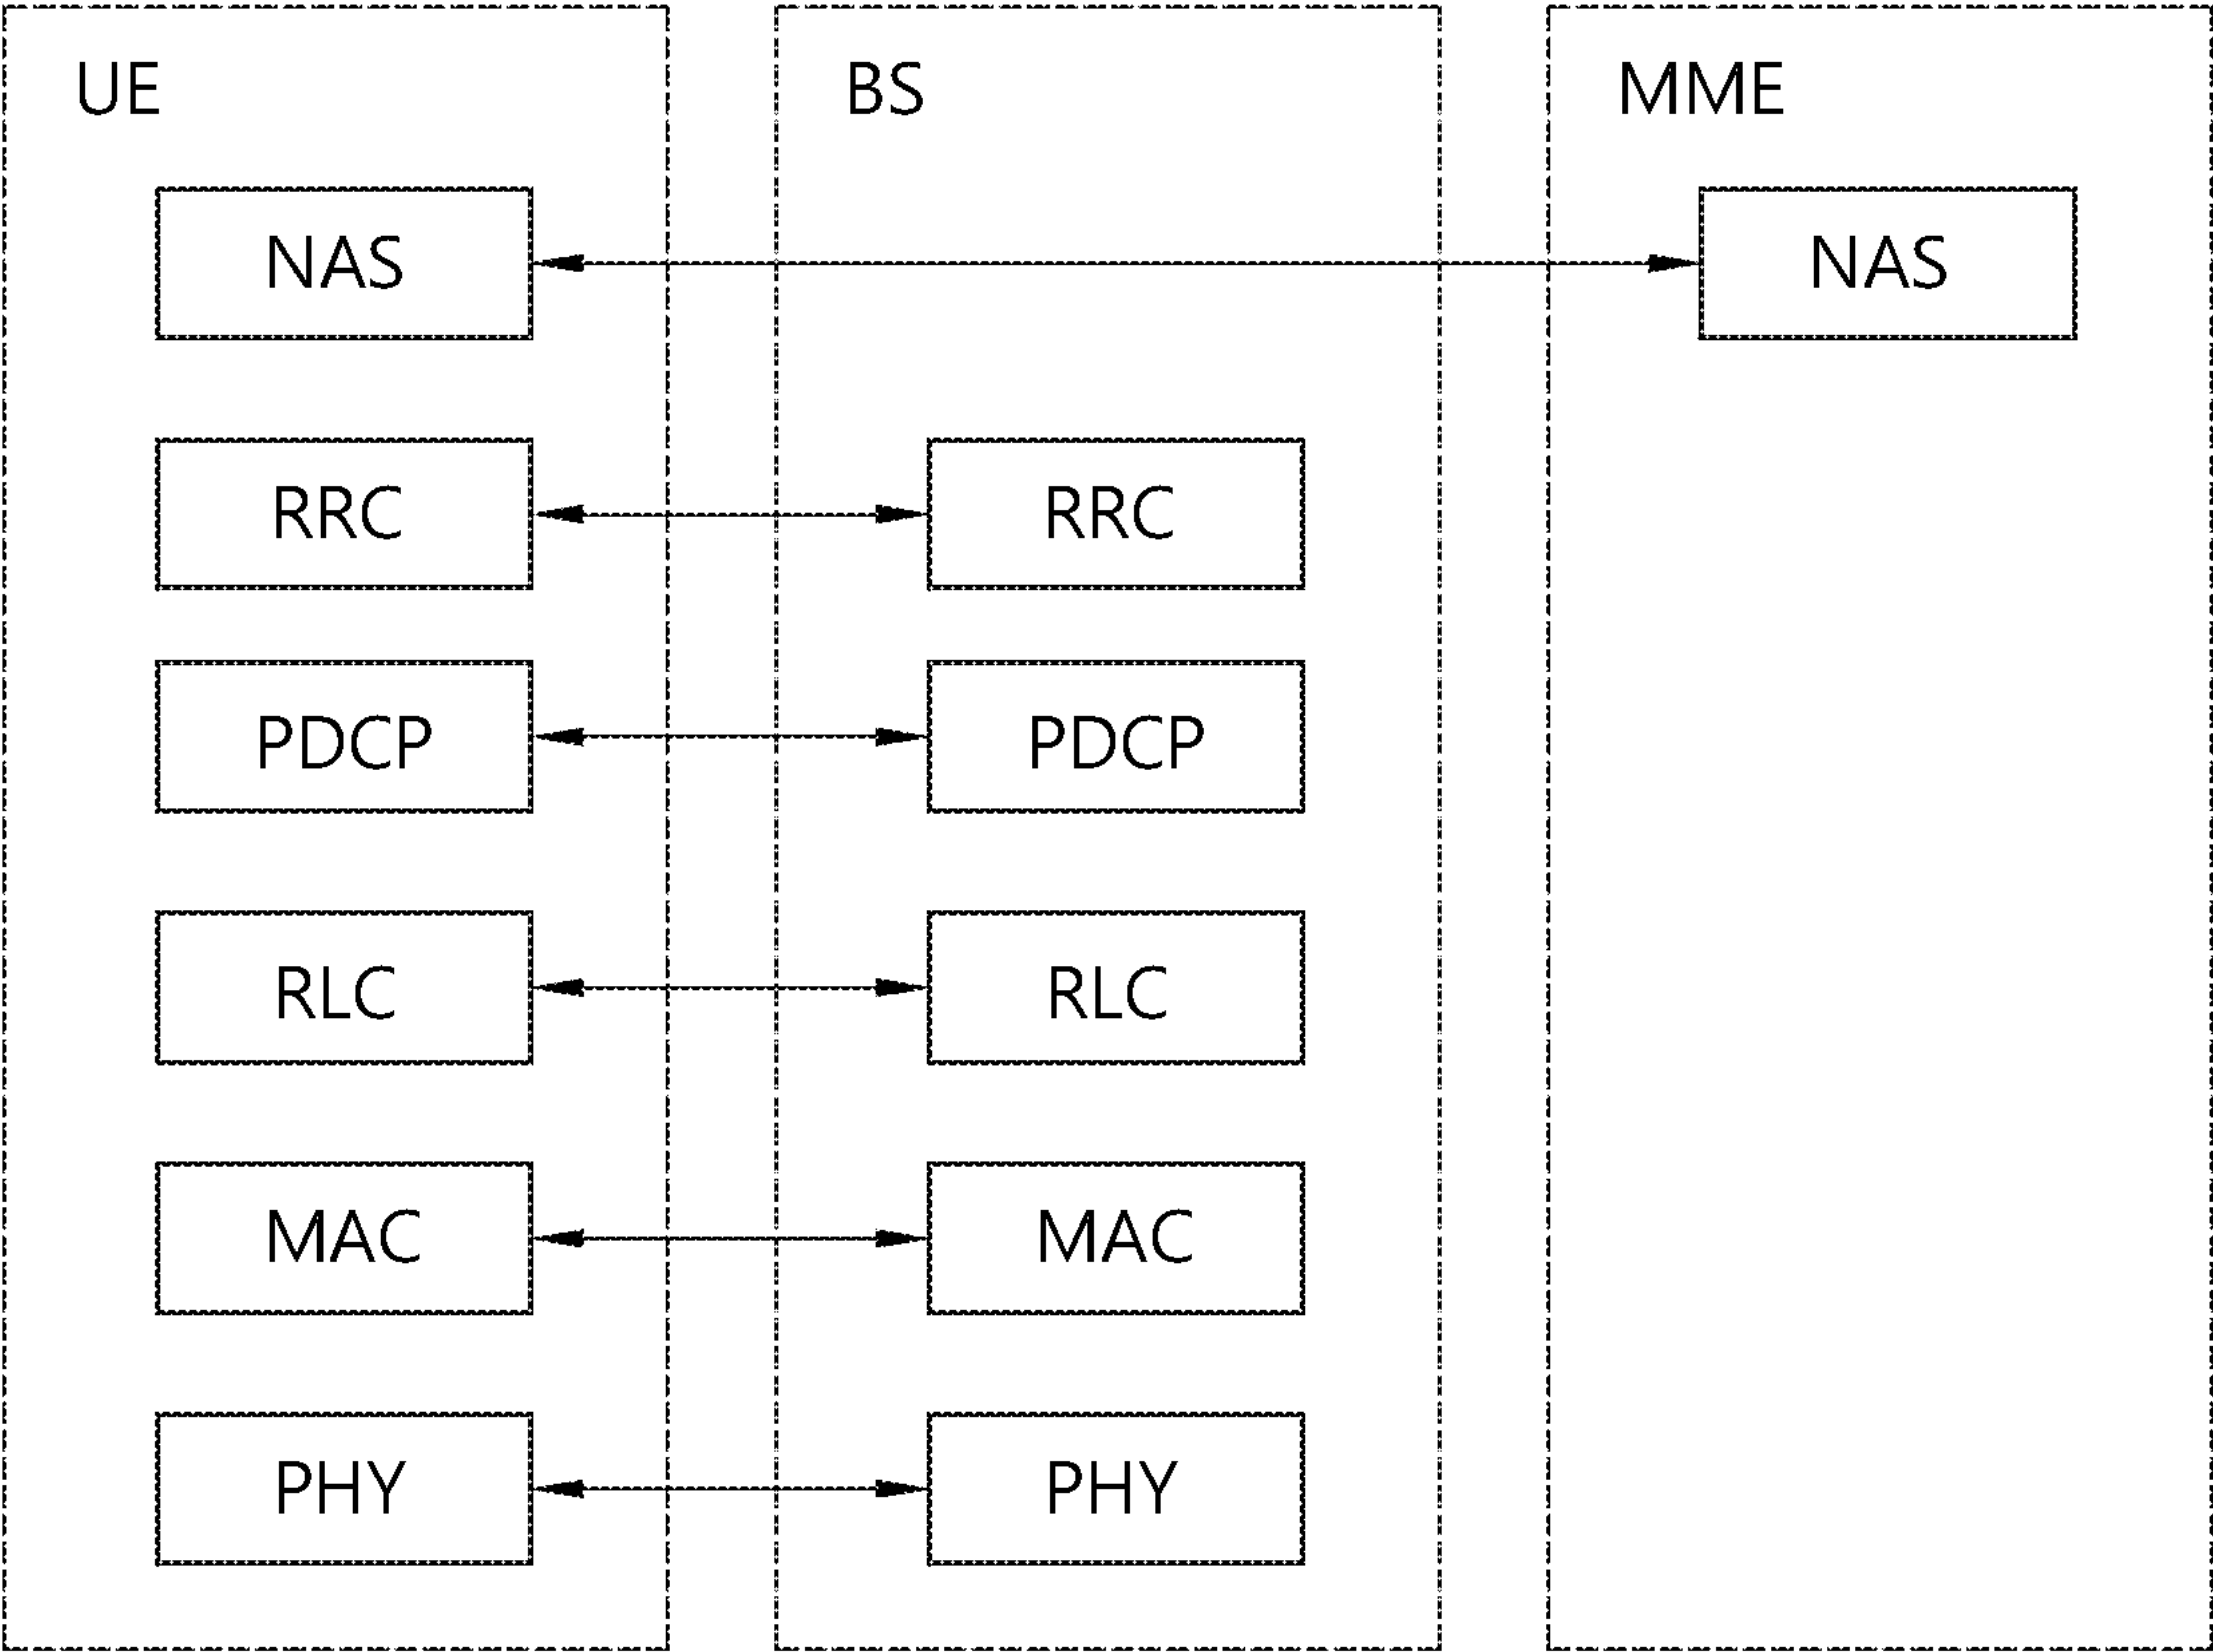 UE BS MME
NAS NAS
RRC RRC
PDCP PDCP
RLC RLC
MAC MAC
PHY PHY